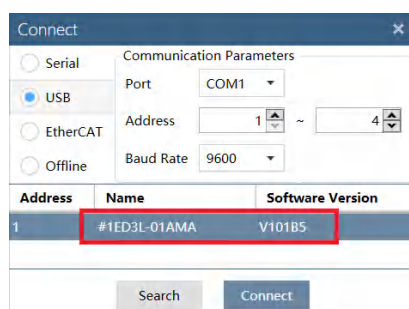 Connect ×
Serial
Communication Parameters
USB
Port COM1
EtherCAT
Address 1 ~ 4
Offline
Baud Rate 9600
Address Name Software Version
1 #1ED3L-01AMA V101B5
Search Connect